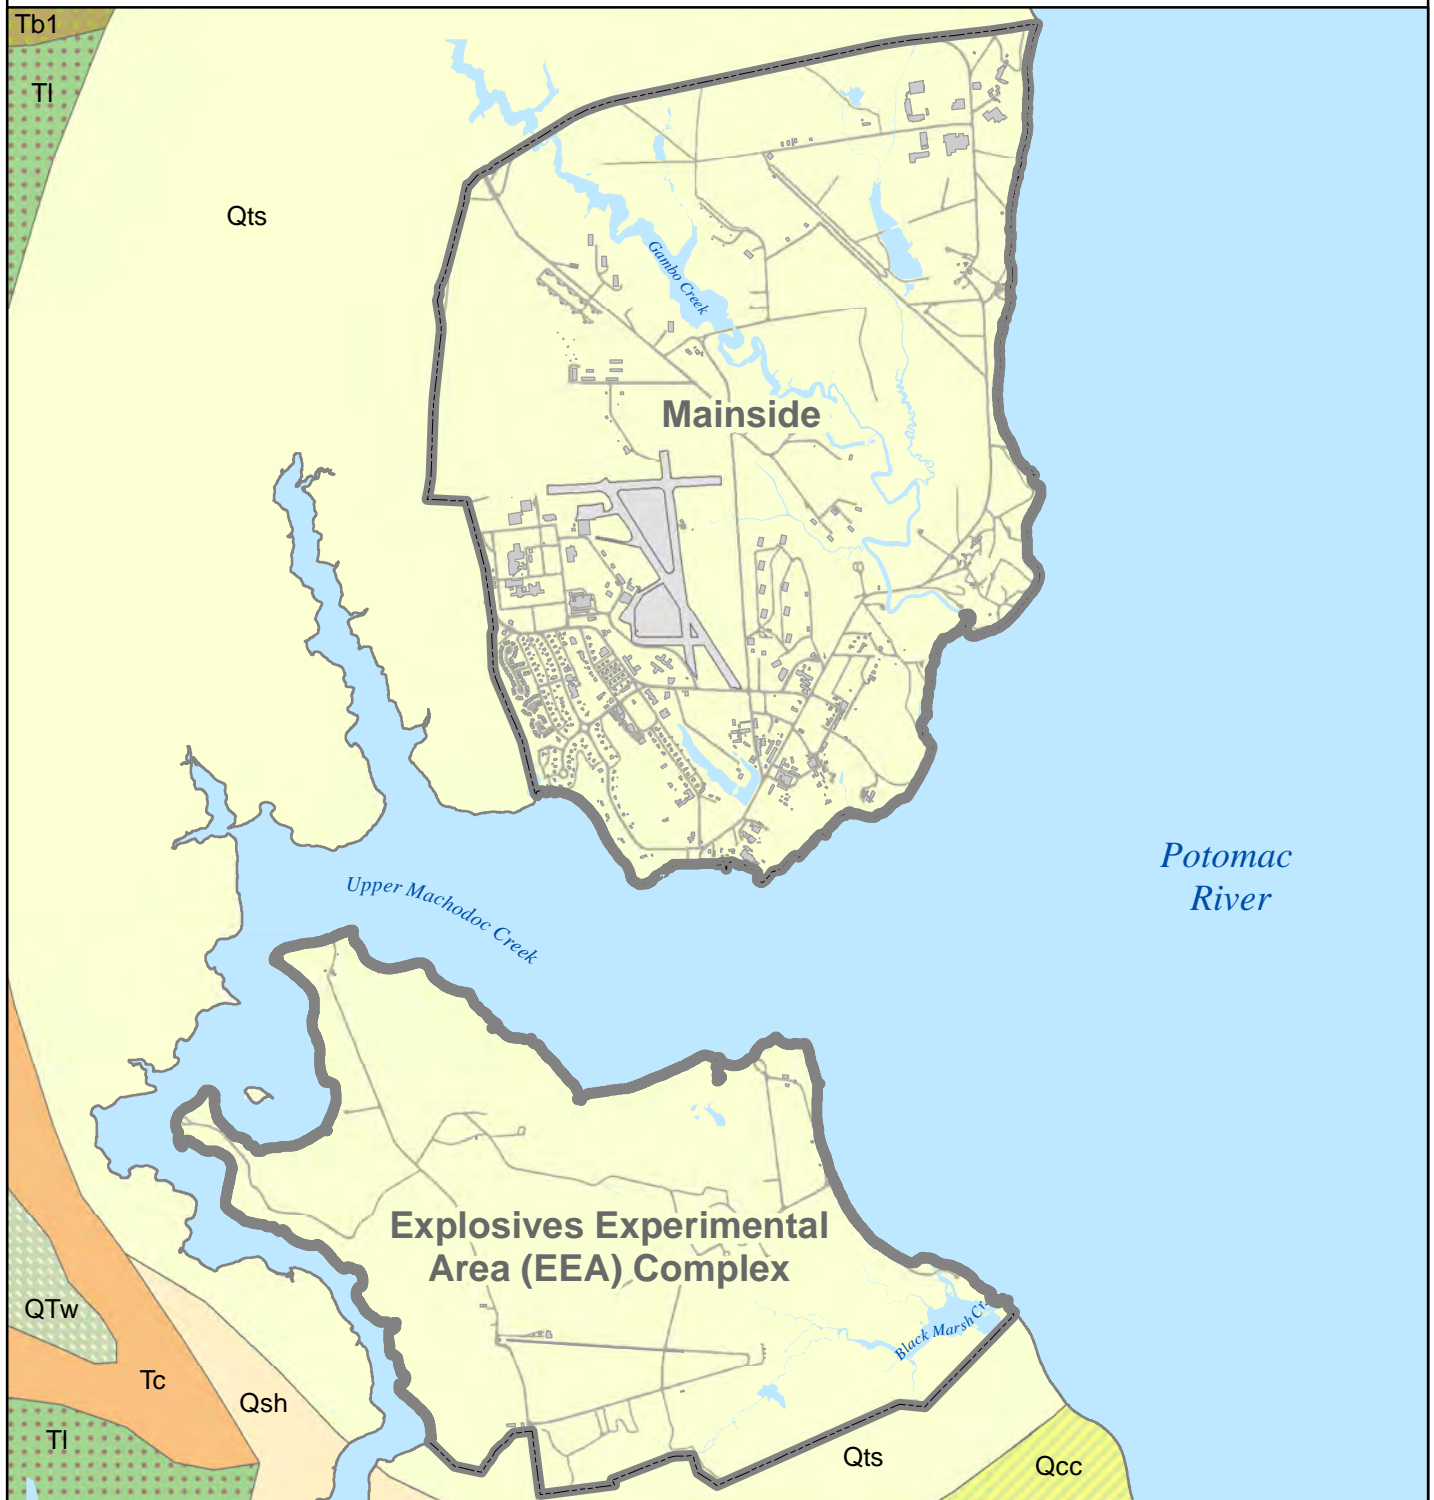 Tb1
Tl
Qts
Gambo Creek
Mainside
Potomac
River
Upper Machodoc Creek
Explosives Experimental
Area (EEA) Complex
QTw
Black Marsh Cr.
Tc
Qsh
Tl
Qts
Qcc